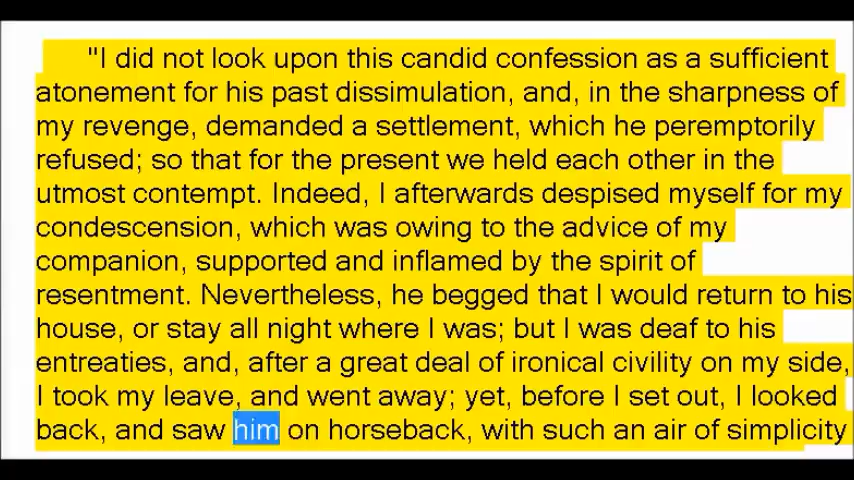 "I did not look upon this candid confession as a sufficient
atonement for his past dissimulation, and, in the sharpness of
my revenge, demanded a settlement, which he peremptorily
refused; so that for the present we held each other in the
utmost contempt. Indeed, I afterwards despised myself for my
condescension, which was owing to the advice of my
companion, supported and inflamed by the spirit of
resentment. Nevertheless, he begged that I would return to his
house, or stay all night where I was; but I was deaf to his
entreaties, and, after a great deal of ironical civility on my side,
I took my leave, and went away; yet, before I set out, I looked
back, and saw him on horseback, with such an air of simplicity